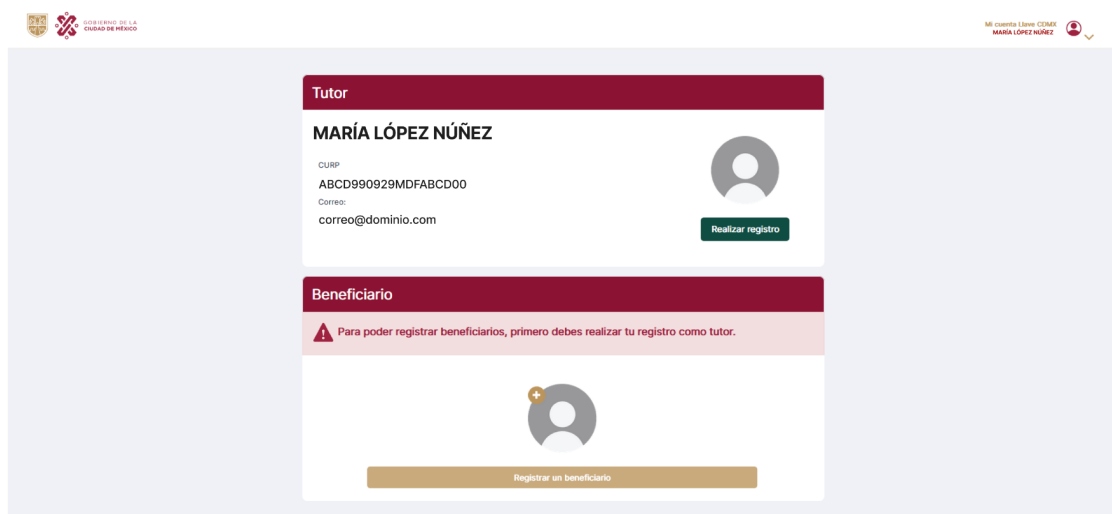 GOBIERNO DE LA
CIUDAD DE MÉXICO
Mi cuenta Llave CDMX
MARÍA LÓPEZ NÚÑEZ
Tutor
MARÍA LÓPEZ NÚÑEZ
CURP
ABCD990929MDFABCD00
Correo:
correo@dominio.com
Realizar registro
Beneficiario
Para poder registrar beneficiarios, primero debes realizar tu registro como tutor.
Registrar un beneficiario